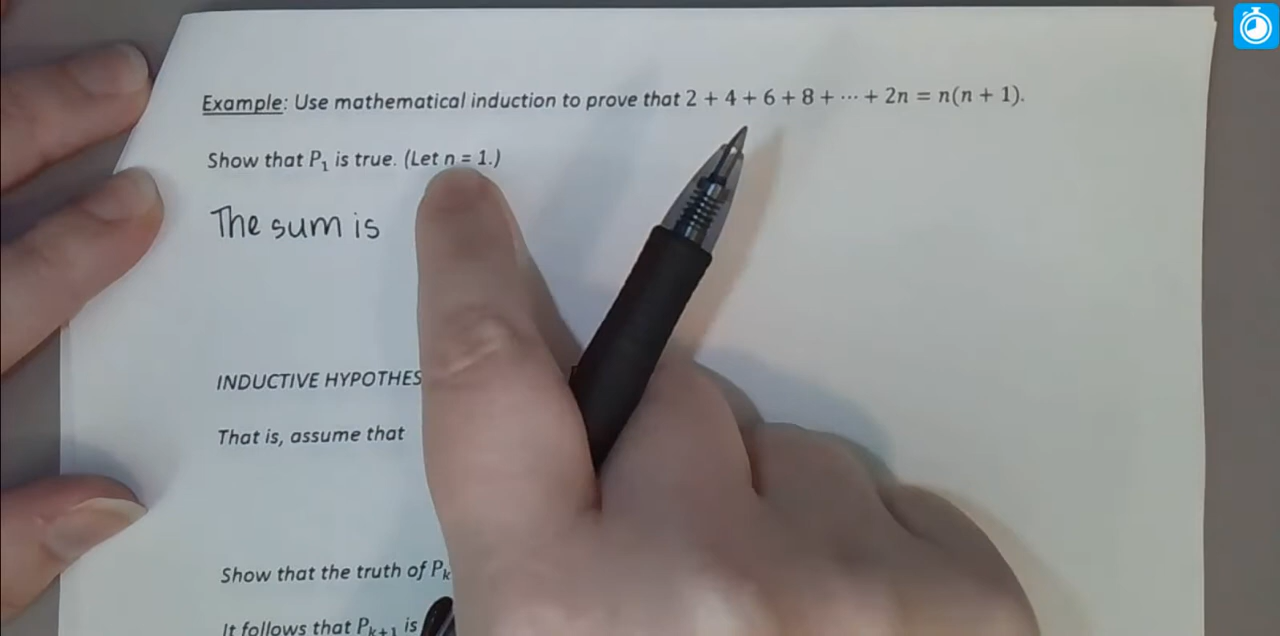 Example: Use mathematical induction to prove that 2 + 4 + 6 + 8 + ⋯ + 2n = n(n + 1).
Show that P₁ is true. (Let n = 1.)
The sum is
INDUCTIVE HYPOTHES
That is, assume that
Show that the truth of Pₖ
It follows that Pₖ₊₁ is